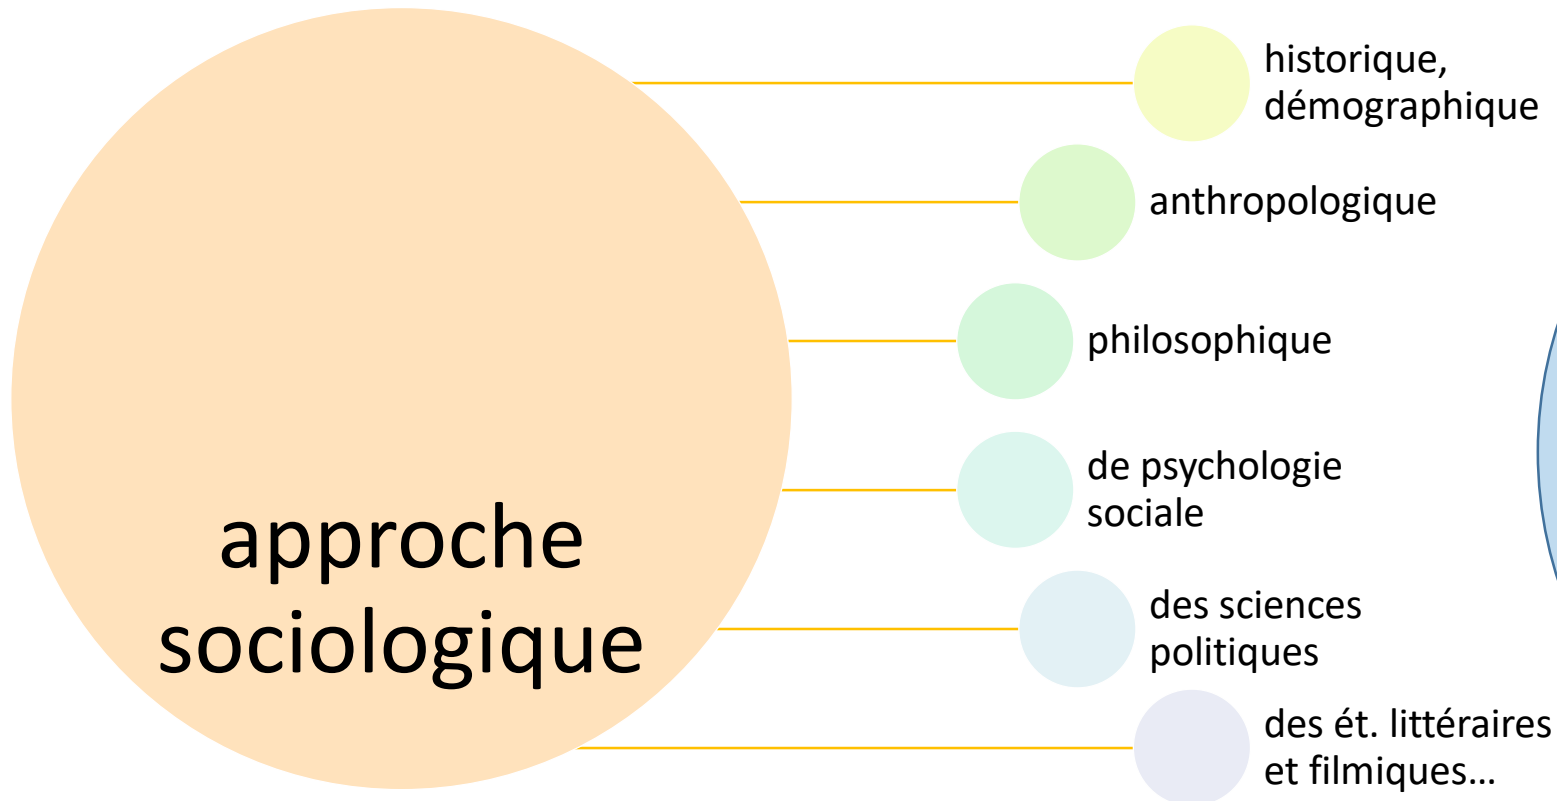 approche
sociologique
historique,
démographique
anthropologique
philosophique
de psychologie
sociale
des sciences
politiques
des ét. littéraires
et filmiques…